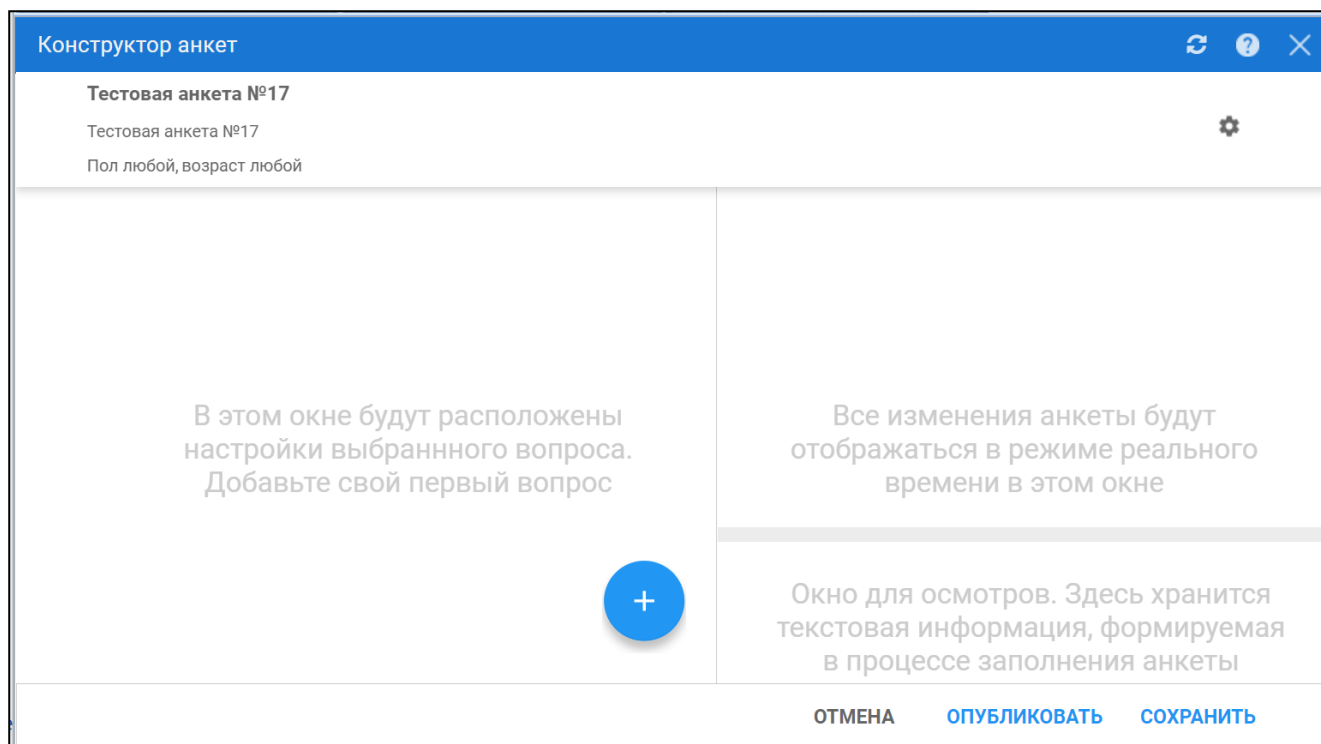 Конструктор анкет
Тестовая анкета №17
Тестовая анкета №17
Пол любой, возраст любой
В этом окне будут расположены
настройки выбраннного вопроса.
Добавьте свой первый вопрос
Все изменения анкеты будут
отображаться в режиме реального
времени в этом окне
Окно для осмотров. Здесь хранится
текстовая информация, формируемая
в процессе заполнения анкеты
ОТМЕНА ОПУБЛИКОВАТЬ СОХРАНИТЬ